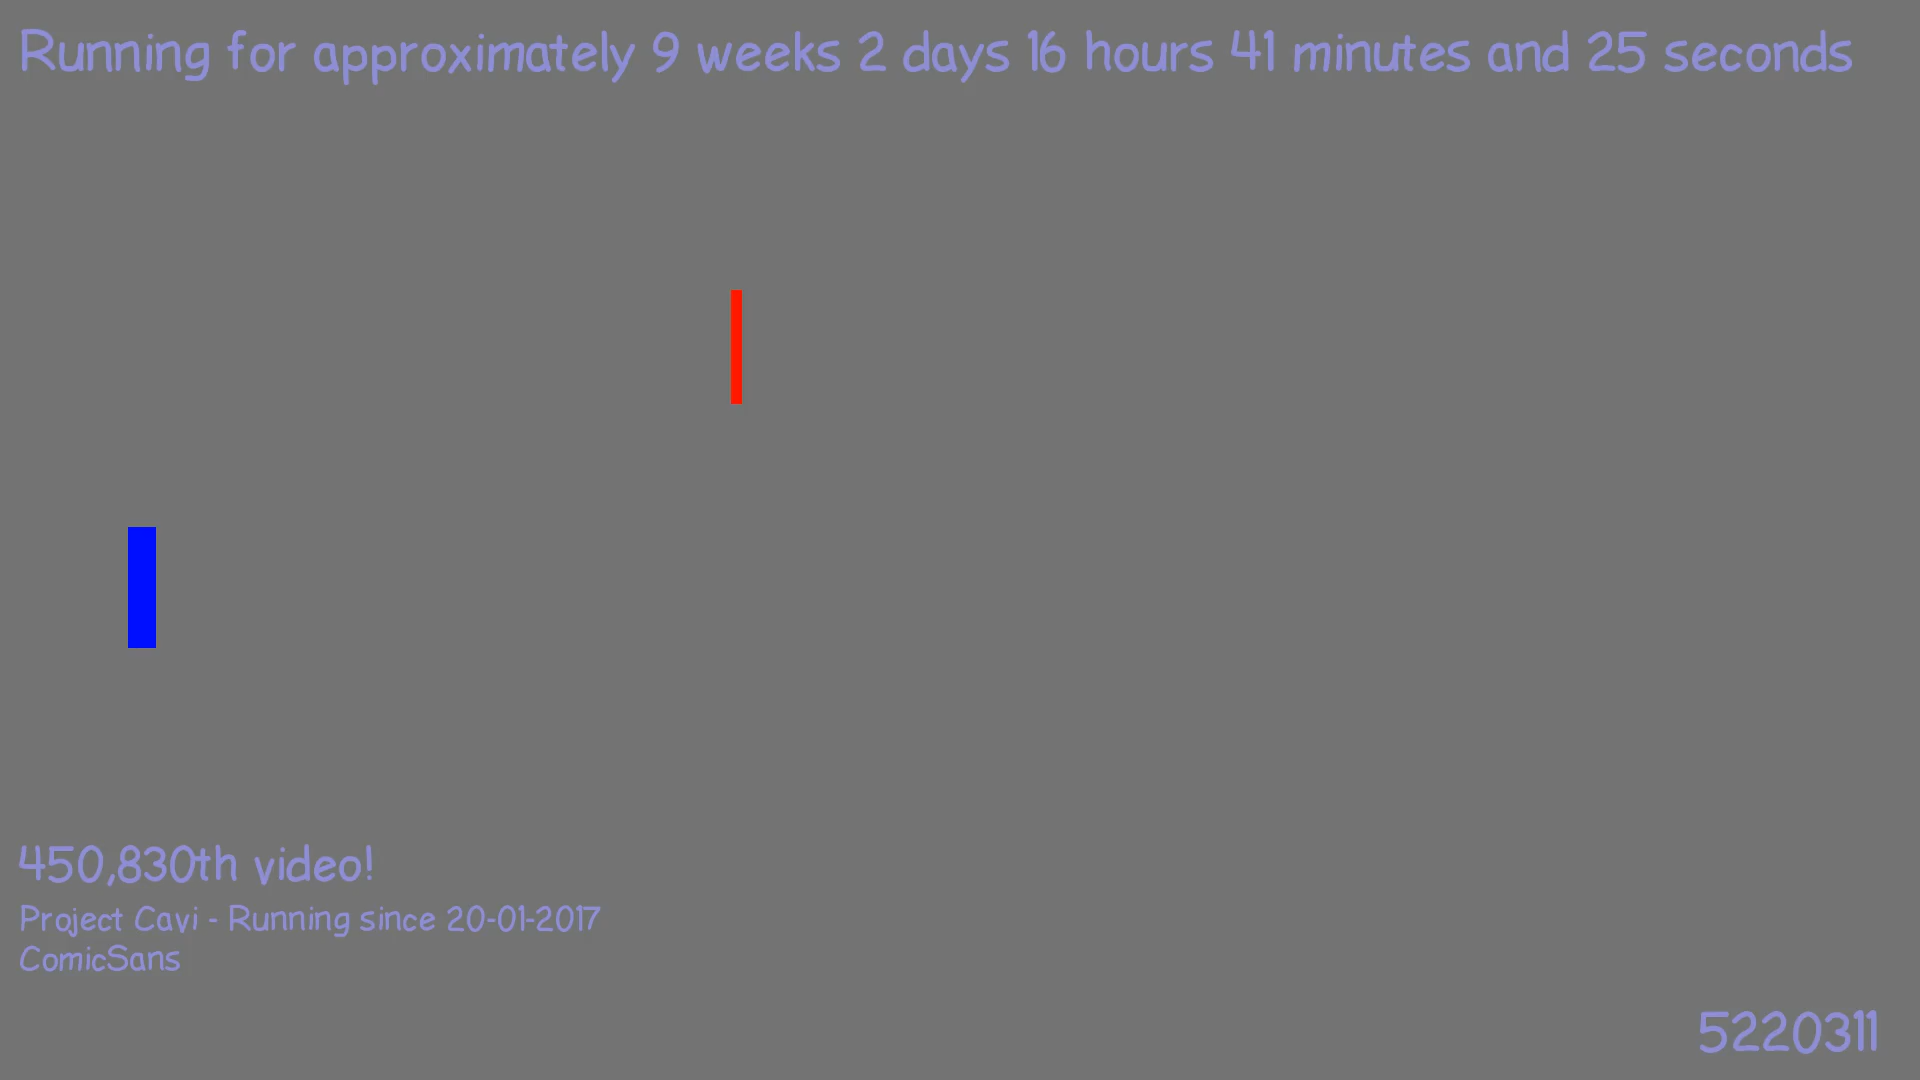 Running for approximately 9 weeks 2 days 16 hours 41 minutes and 25 seconds
450,830th video!
Project Cavi - Running since 20-01-2017
ComicSans
5220311